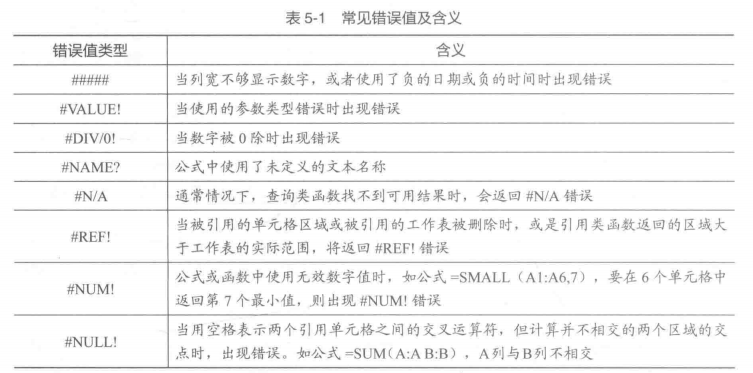 表 5-1 常见错误值及含义
错误值类型 含义
##### 当列宽不够显示数字，或者使用了负的日期或负的时间时出现错误
#VALUE! 当使用的参数类型错误时出现错误
#DIV/0! 当数字被 0 除时出现错误
#NAME? 公式中使用了未定义的文本名称
#N/A 通常情况下，查询类函数找不到可用结果时，会返回 #N/A 错误
#REF! 当被引用的单元格区域或被引用的工作表被删除时，或是引用类函数返回的区域大
于工作表的实际范围，将返回 #REF! 错误
#NUM! 公式或函数中使用无效数字值时，如公式 =SMALL（A1:A6,7），要在 6 个单元格中
返回第 7 个最小值，则出现 #NUM! 错误
#NULL! 当用空格表示两个引用单元格之间的交叉运算符，但计算并不相交的两个区域的交
点时，出现错误。如公式 =SUM（A:A B:B），A列与B列不相交